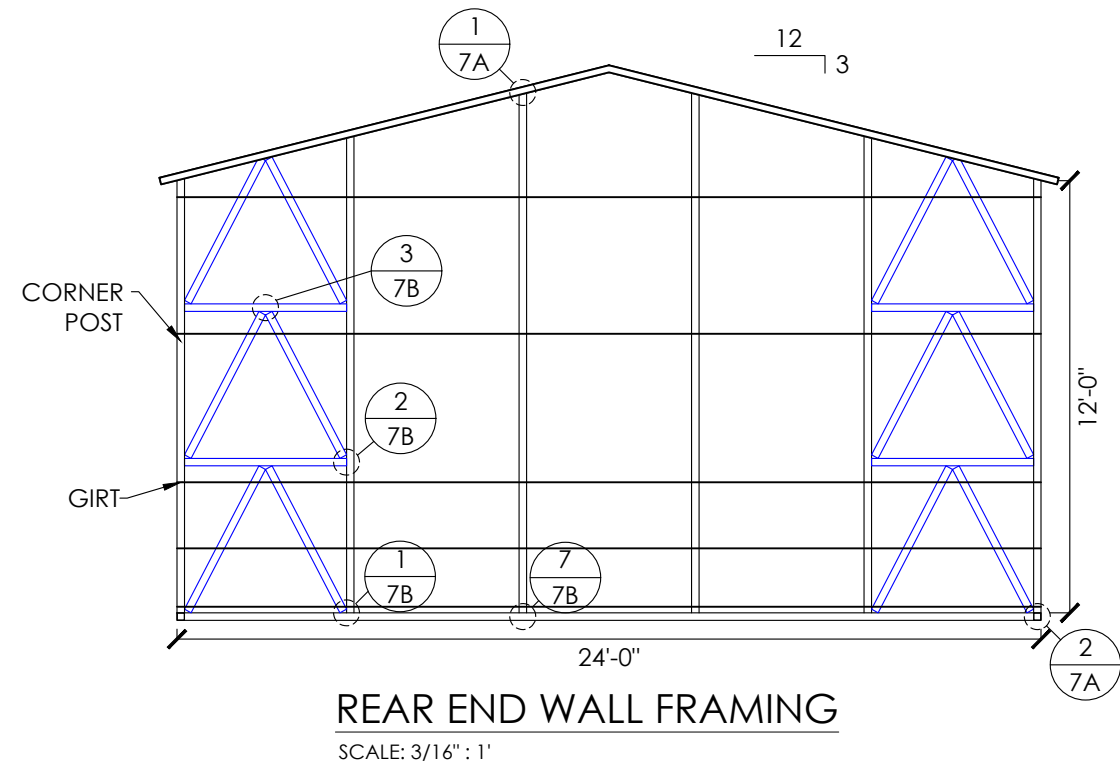 1
7A
12
3
3
7B
CORNER
POST
2
7B
12'-0"
GIRT
1
7B
7
7B
24'-0"
2
7A
REAR END WALL FRAMING
SCALE: 3/16" : 1'